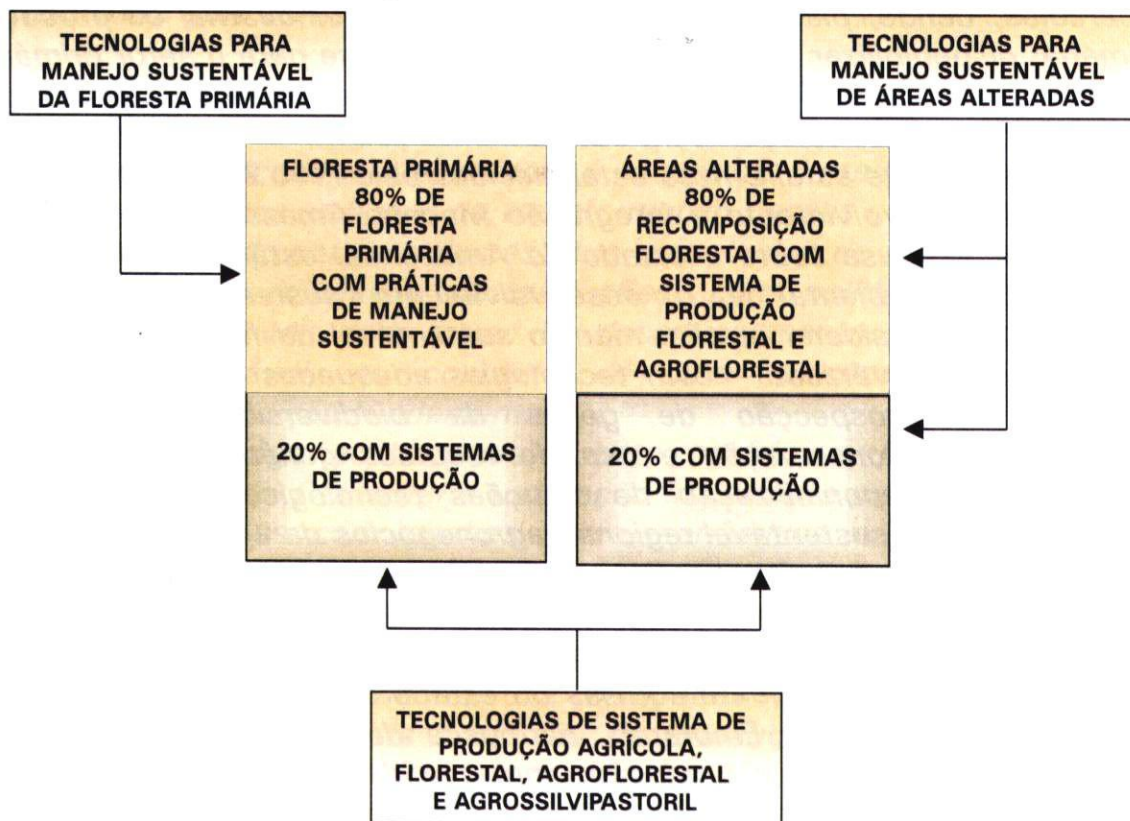 TECNOLOGIAS PARA
MANEJO SUSTENTÁVEL
DA FLORESTA PRIMÁRIA
TECNOLOGIAS PARA
MANEJO SUSTENTÁVEL
DE ÁREAS ALTERADAS
FLORESTA PRIMÁRIA
80% DE
FLORESTA
PRIMÁRIA
COM PRÁTICAS
DE MANEJO
SUSTENTÁVEL
ÁREAS ALTERADAS
80% DE
RECOMPOSIÇÃO
FLORESTAL COM
SISTEMA DE
PRODUÇÃO
FLORESTAL E
AGROFLORESTAL
20% COM SISTEMAS
DE PRODUÇÃO
20% COM SISTEMAS
DE PRODUÇÃO
TECNOLOGIAS DE SISTEMA DE
PRODUÇÃO AGRÍCOLA,
FLORESTAL, AGROFLORESTAL
E AGROSSILVIPASTORIL